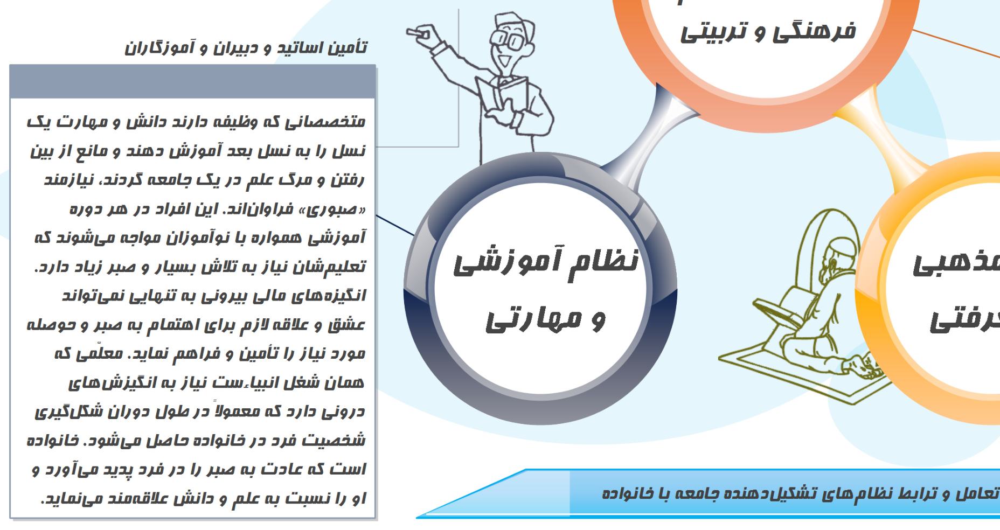 فرهنگی و تربیتی
تأمین اساتید و دبیران و آموزگاران
متخصصانی که وظیفه دارند دانش و مهارت یک
نسل را به نسل بعد آموزش دهند و مانع از بین
رفتن و مرگ علم در یک جامعه گردند، نیازمند
«صبوری» فراوان‌اند. این افراد در هر دوره
آموزشی همواره با نوآموزان مواجه می‌شوند که
تعلیم‌شان نیاز به تلاش بسیار و صبر زیاد دارد.
انگیزه‌های مالی بیرونی به تنهایی نمی‌تواند
عشق و علاقه لازم برای اهتمام به صبر و حوصله
مورد نیاز را تأمین و فراهم نماید. معلّمی که
همان شغل انبیاء‌ست نیاز به انگیزش‌های
درونی دارد که معمولاً در طول دوران شکل‌گیری
شخصیت فرد در خانواده حاصل می‌شود. خانواده
است که عادت به صبر را در فرد پدید می‌آورد و
او را نسبت به علم و دانش علاقه‌مند می‌نماید.
نظام آموزشی
و مهارتی
مذهبی
تعامل و ترابط نظام‌های تشکیل‌دهنده جامعه با خانواده